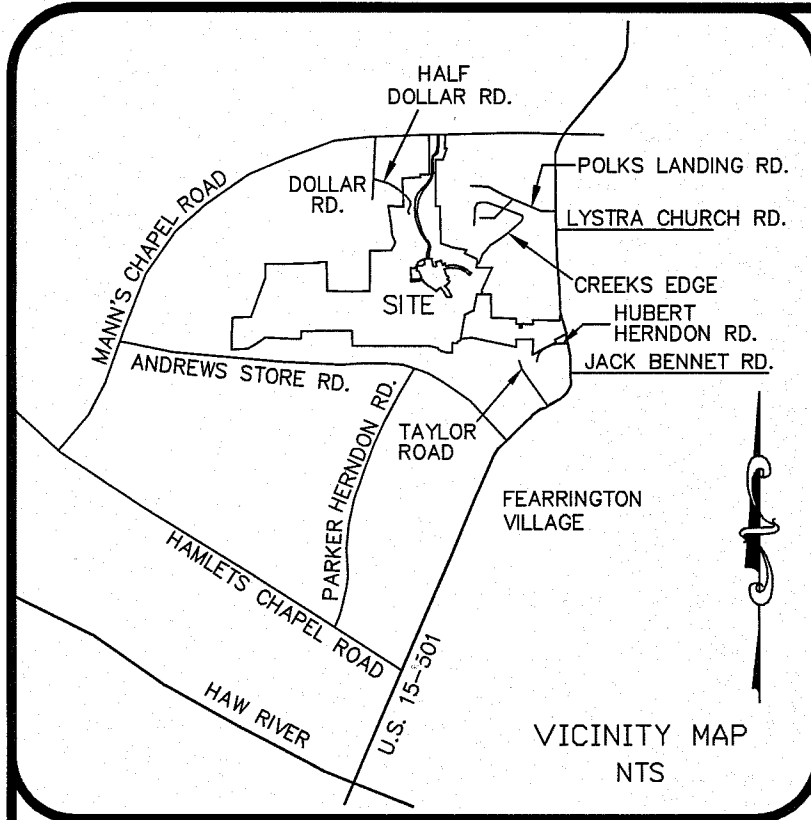 HALF
DOLLAR RD.
DOLLAR
RD.
POLKS LANDING RD.
LYSTRA CHURCH RD.
MANN'S CHAPEL ROAD
CREEKS EDGE
SITE
HUBERT
HERNDON RD.
JACK BENNET RD.
ANDREWS STORE RD.
TAYLOR
ROAD
PARKER HERNDON RD.
FEARRINGTON
VILLAGE
HAMLETS CHAPEL ROAD
U.S. 15-501
HAW RIVER
VICINITY MAP
NTS